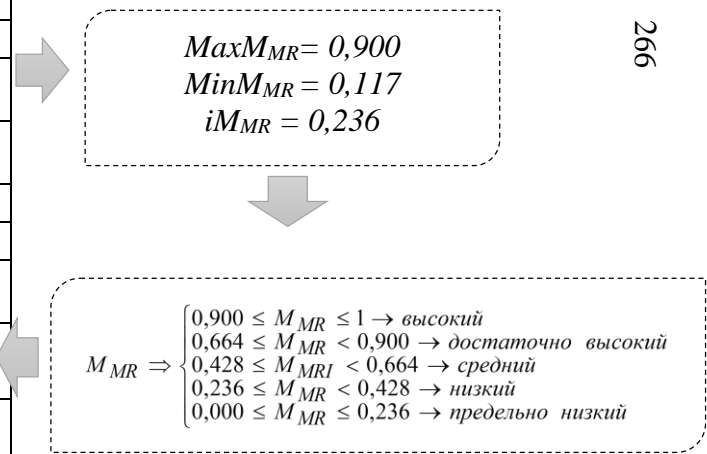 266
MaxM_MR= 0,900
MinM_MR = 0,117
iM_MR = 0,236
0,900 ≤ M_MR ≤ 1 → высокий
0,664 ≤ M_MR < 0,900 → достаточно высокий
M_MR ⇒ { 0,428 ≤ M_MRI < 0,664 → средний
0,236 ≤ M_MR < 0,428 → низкий
0,000 ≤ M_MR ≤ 0,236 → предельно низкий